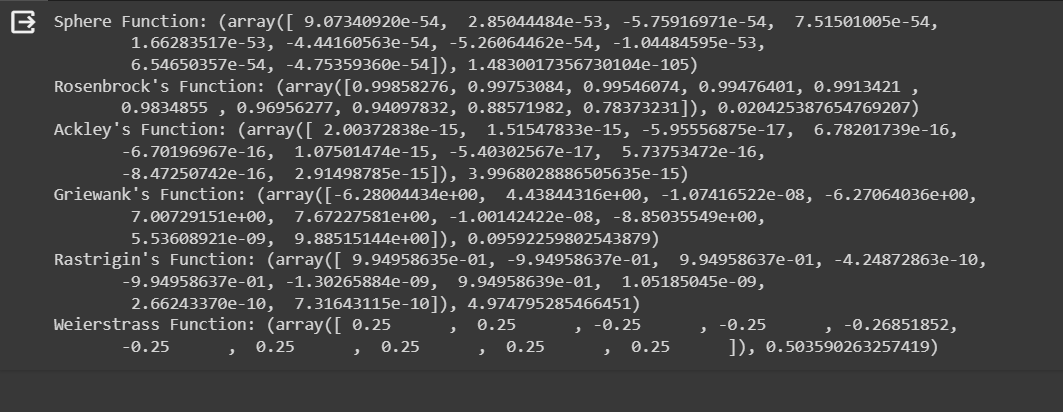 Sphere Function: (array([ 9.07340920e-54,  2.85044484e-53, -5.75916971e-54,  7.51501005e-54,
        1.66283517e-53, -4.44160563e-54, -5.26064462e-54, -1.04484595e-53,
        6.54650357e-54, -4.75359360e-54]), 1.4830017356730104e-105)
Rosenbrock's Function: (array([0.99858276, 0.99753084, 0.99546074, 0.99476401, 0.9913421 ,
       0.9834855 , 0.96956277, 0.94097832, 0.88571982, 0.78373231]), 0.020425387654769207)
Ackley's Function: (array([ 2.00372838e-15,  1.51547833e-15, -5.95556875e-17,  6.78201739e-16,
       -6.70196967e-16,  1.07501474e-15, -5.40302567e-17,  5.73753472e-16,
       -8.47250742e-16,  2.91498785e-15]), 3.9968028886505635e-15)
Griewank's Function: (array([-6.28004434e+00,  4.43844316e+00, -1.07416522e-08, -6.27064036e+00,
        7.00729151e+00,  7.67227581e+00, -1.00142422e-08, -8.85035549e+00,
        5.53608921e-09,  9.88515144e+00]), 0.09592259802543879)
Rastrigin's Function: (array([ 9.94958635e-01, -9.94958637e-01,  9.94958637e-01, -4.24872863e-10,
       -9.94958637e-01, -1.30265884e-09,  9.94958639e-01,  1.05185045e-09,
        2.66243370e-10,  7.31643115e-10]), 4.974795285466451)
Weierstrass Function: (array([ 0.25      ,  0.25      , -0.25      , -0.25      , -0.26851852,
       -0.25      ,  0.25      ,  0.25      ,  0.25      ,  0.25      ]), 0.503590263257419)